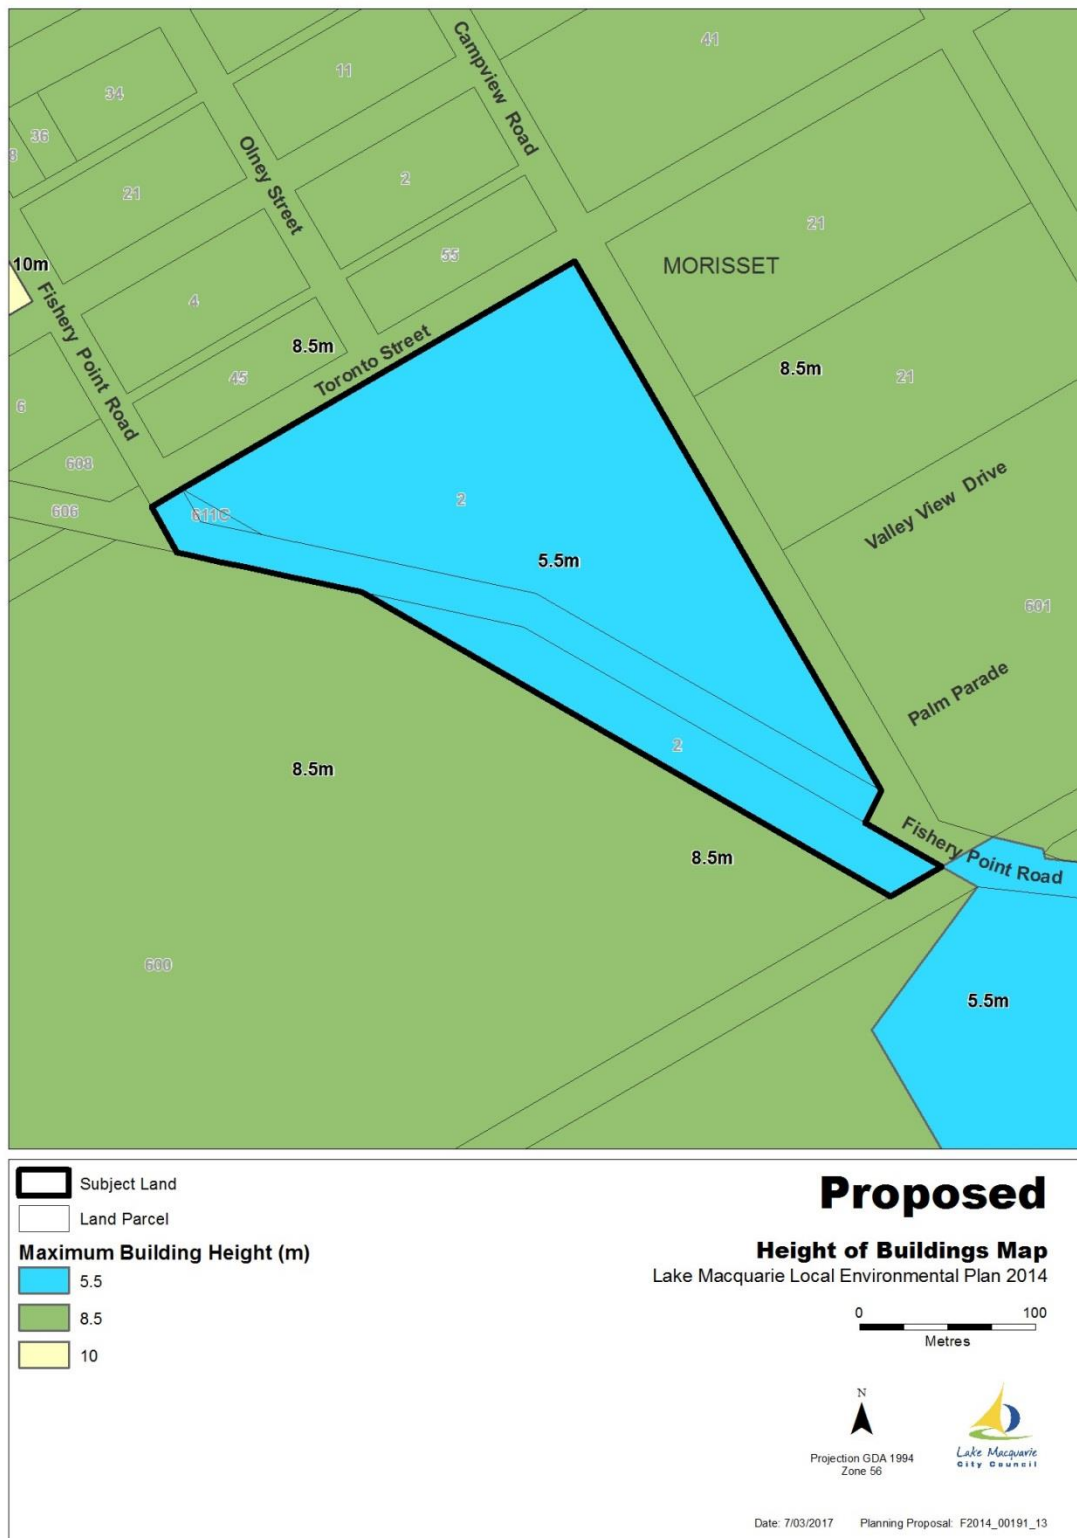 41
11
34
Campview Road
36
8
Olney Street
2
21
21
55
MORISSET
10m
Fishery Point Road
4
8.5m
Toronto Street
8.5m
21
45
6
608
Valley View Drive
2
606
611C
5.5m
601
Palm Parade
2
8.5m
8.5m
Fishery Point Road
600
5.5m
Subject Land
Land Parcel
Maximum Building Height (m)
5.5
8.5
10
Proposed
Height of Buildings Map
Lake Macquarie Local Environmental Plan 2014
0 100
Metres
N
Projection GDA 1994
Zone 56
Lake Macquarie
City Council
Date: 7/03/2017 Planning Proposal: F2014_00191_13